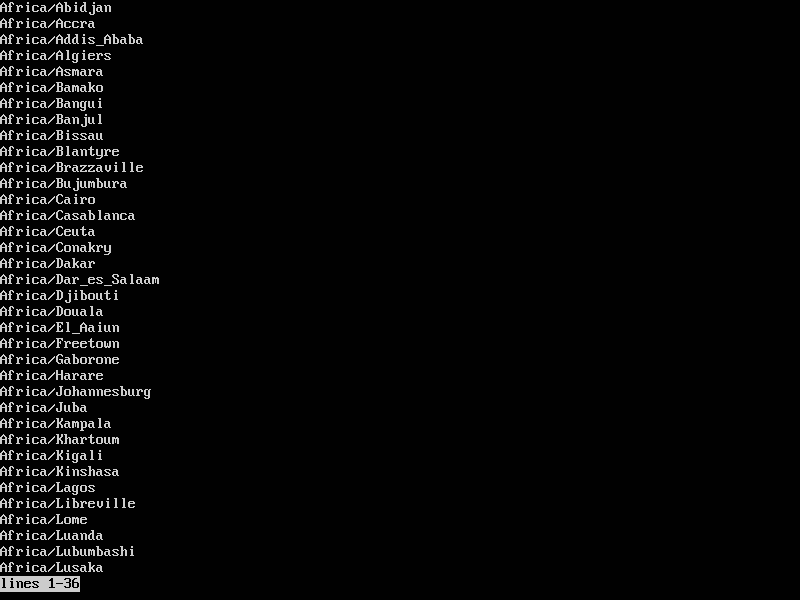 Africa/Abidjan
Africa/Accra
Africa/Addis_Ababa
Africa/Algiers
Africa/Asmara
Africa/Bamako
Africa/Bangui
Africa/Banjul
Africa/Bissau
Africa/Blantyre
Africa/Brazzaville
Africa/Bujumbura
Africa/Cairo
Africa/Casablanca
Africa/Ceuta
Africa/Conakry
Africa/Dakar
Africa/Dar_es_Salaam
Africa/Djibouti
Africa/Douala
Africa/El_Aaiun
Africa/Freetown
Africa/Gaborone
Africa/Harare
Africa/Johannesburg
Africa/Juba
Africa/Kampala
Africa/Khartoum
Africa/Kigali
Africa/Kinshasa
Africa/Lagos
Africa/Libreville
Africa/Lome
Africa/Luanda
Africa/Lubumbashi
Africa/Lusaka
lines 1-36